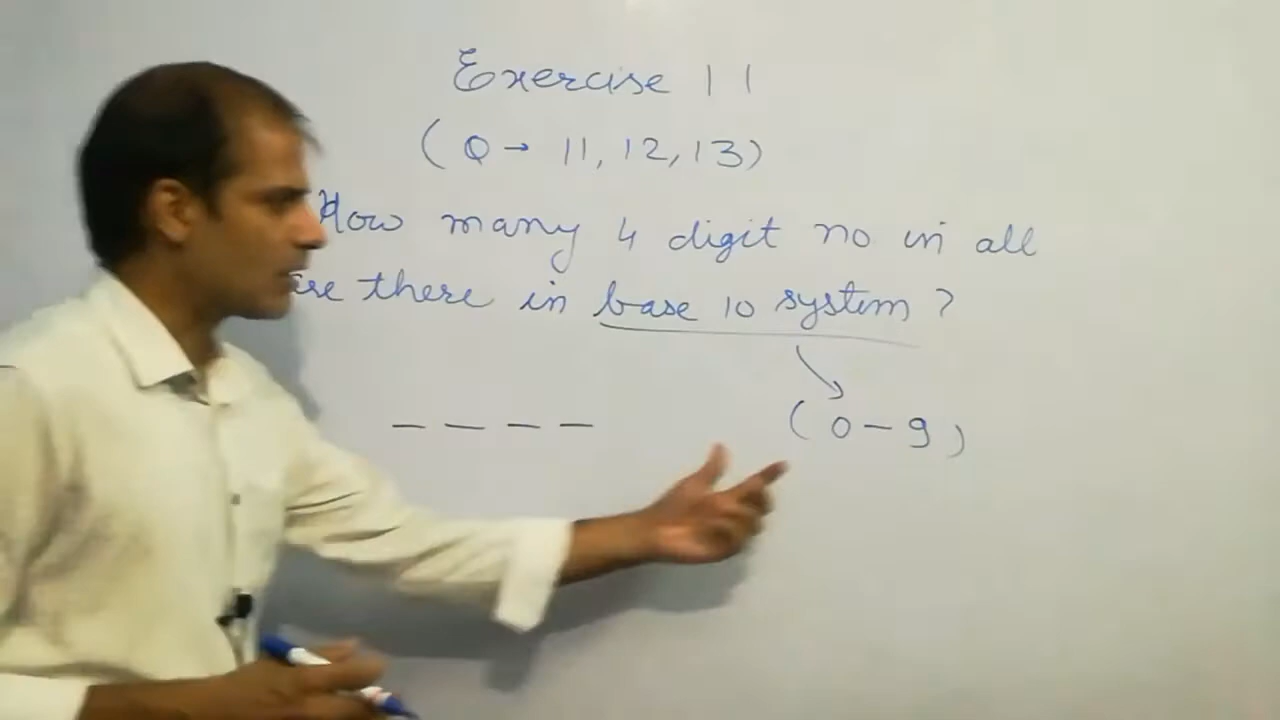 Exercise 11
(Q → 11, 12, 13)
How many 4 digit no in all
are there in base 10 system?
(0-9)